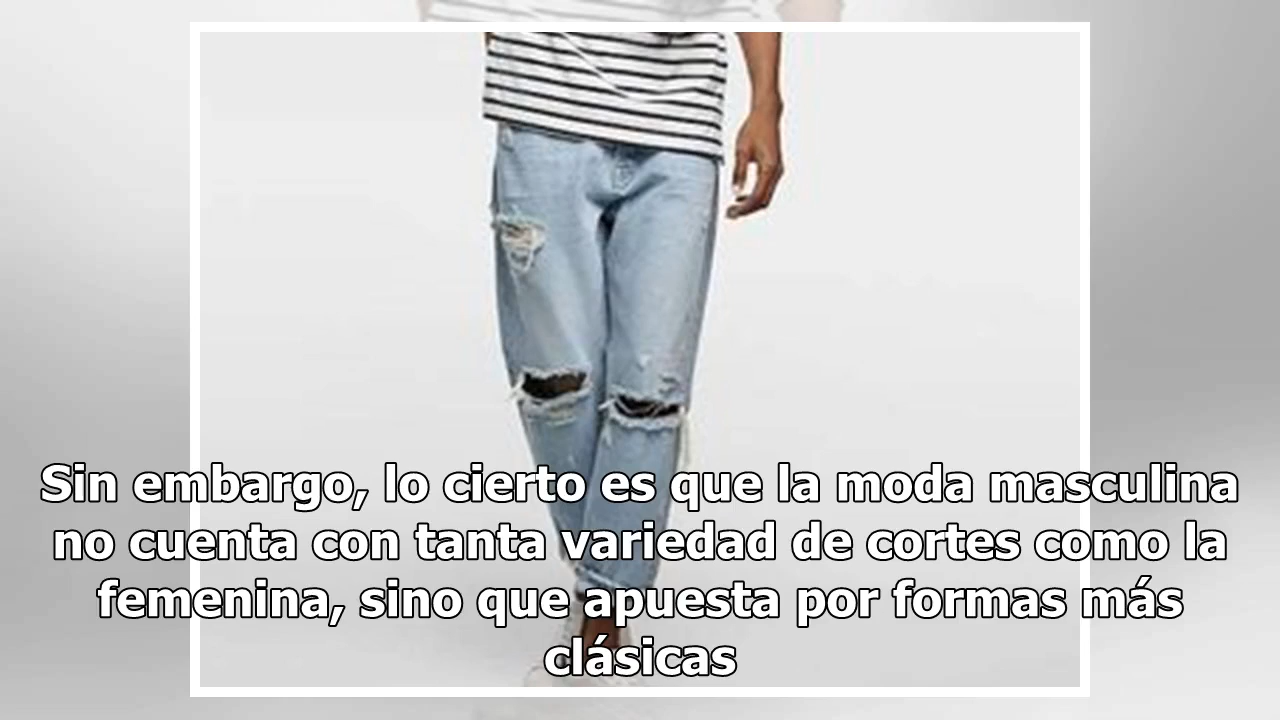 Sin embargo, lo cierto es que la moda masculina
no cuenta con tanta variedad de cortes como la
femenina, sino que apuesta por formas más
clásicas